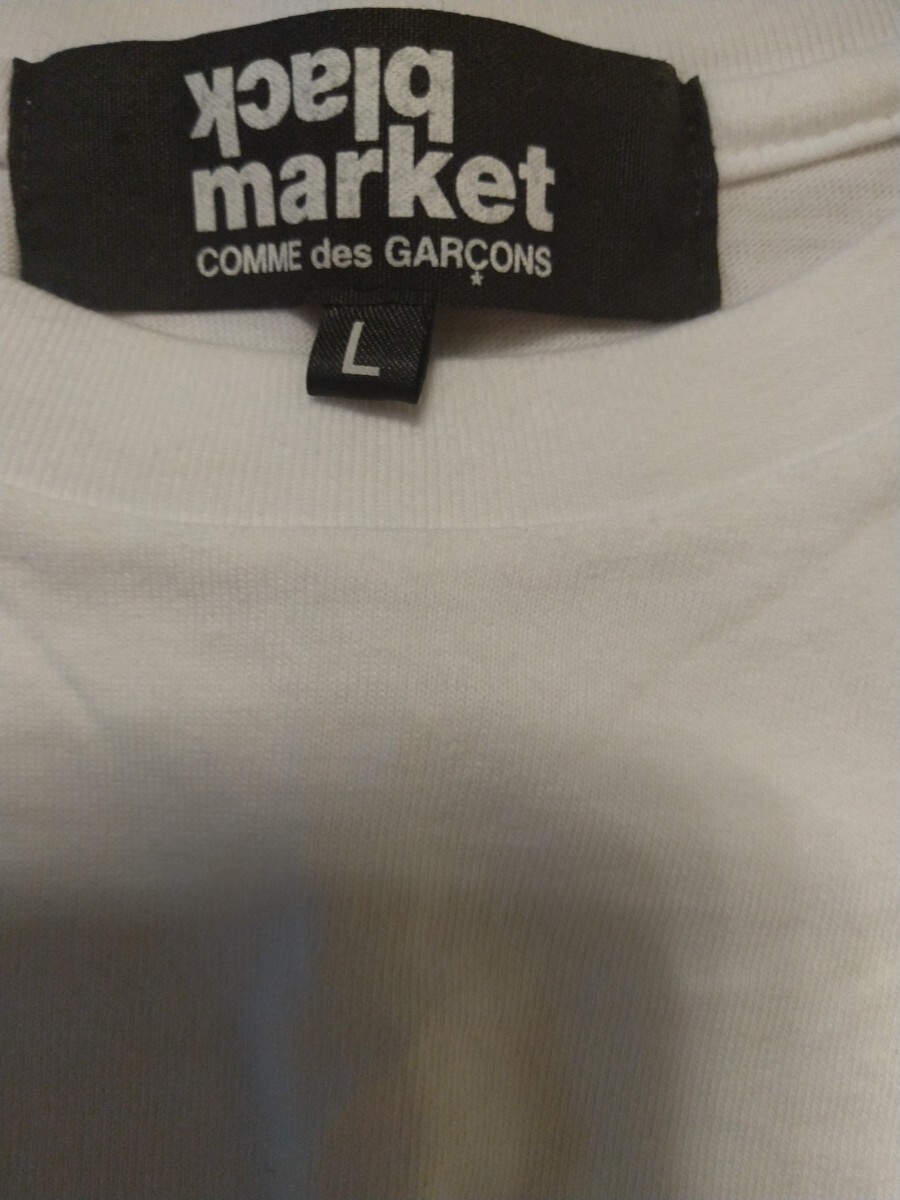 black
market
COMME des GARÇONS
L